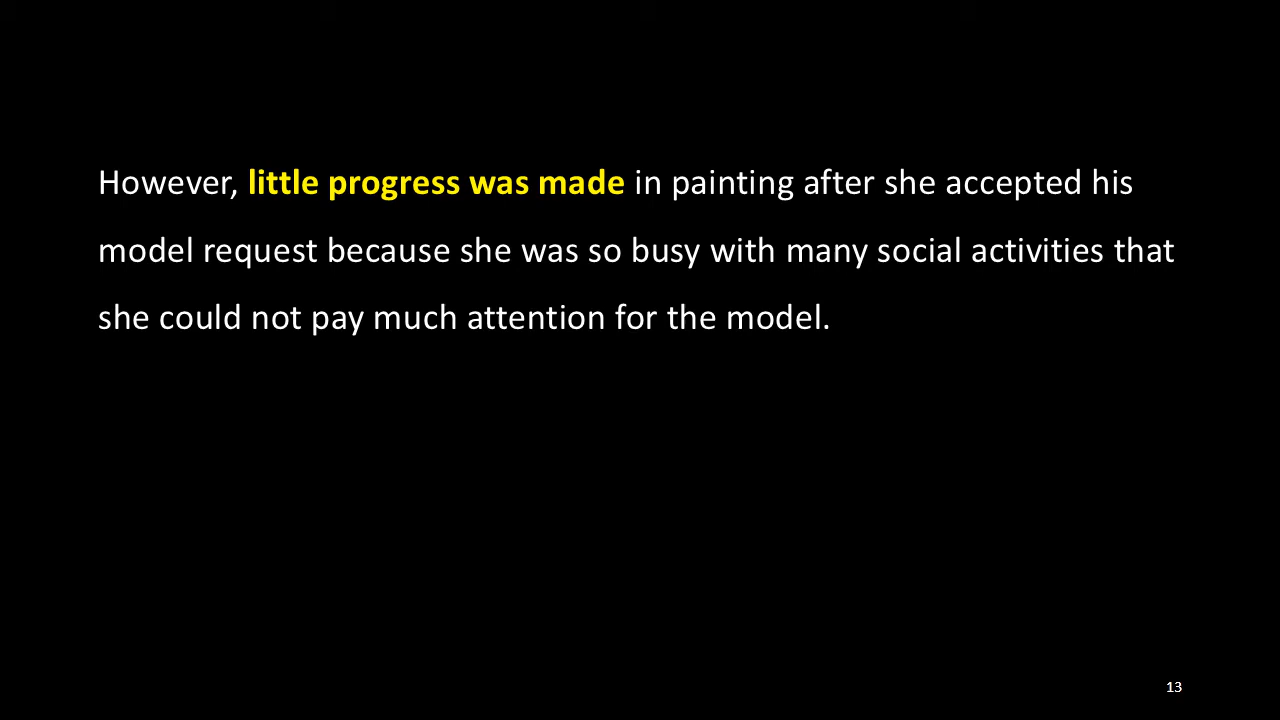 However, little progress was made in painting after she accepted his
model request because she was so busy with many social activities that
she could not pay much attention for the model.
13